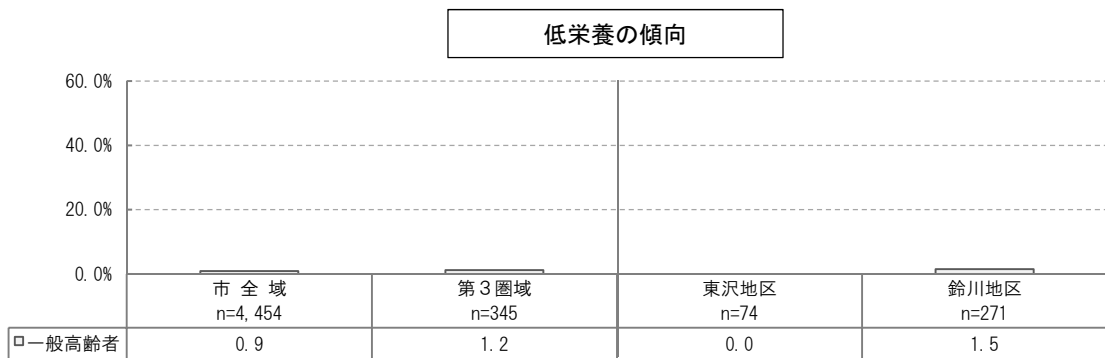 低栄養の傾向
60.0%
40.0%
20.0%
0.0%
市 全 域 第３圏域 東沢地区 鈴川地区
n=4,454 n=345 n=74 n=271
一般高齢者 0.9 1.2 0.0 1.5